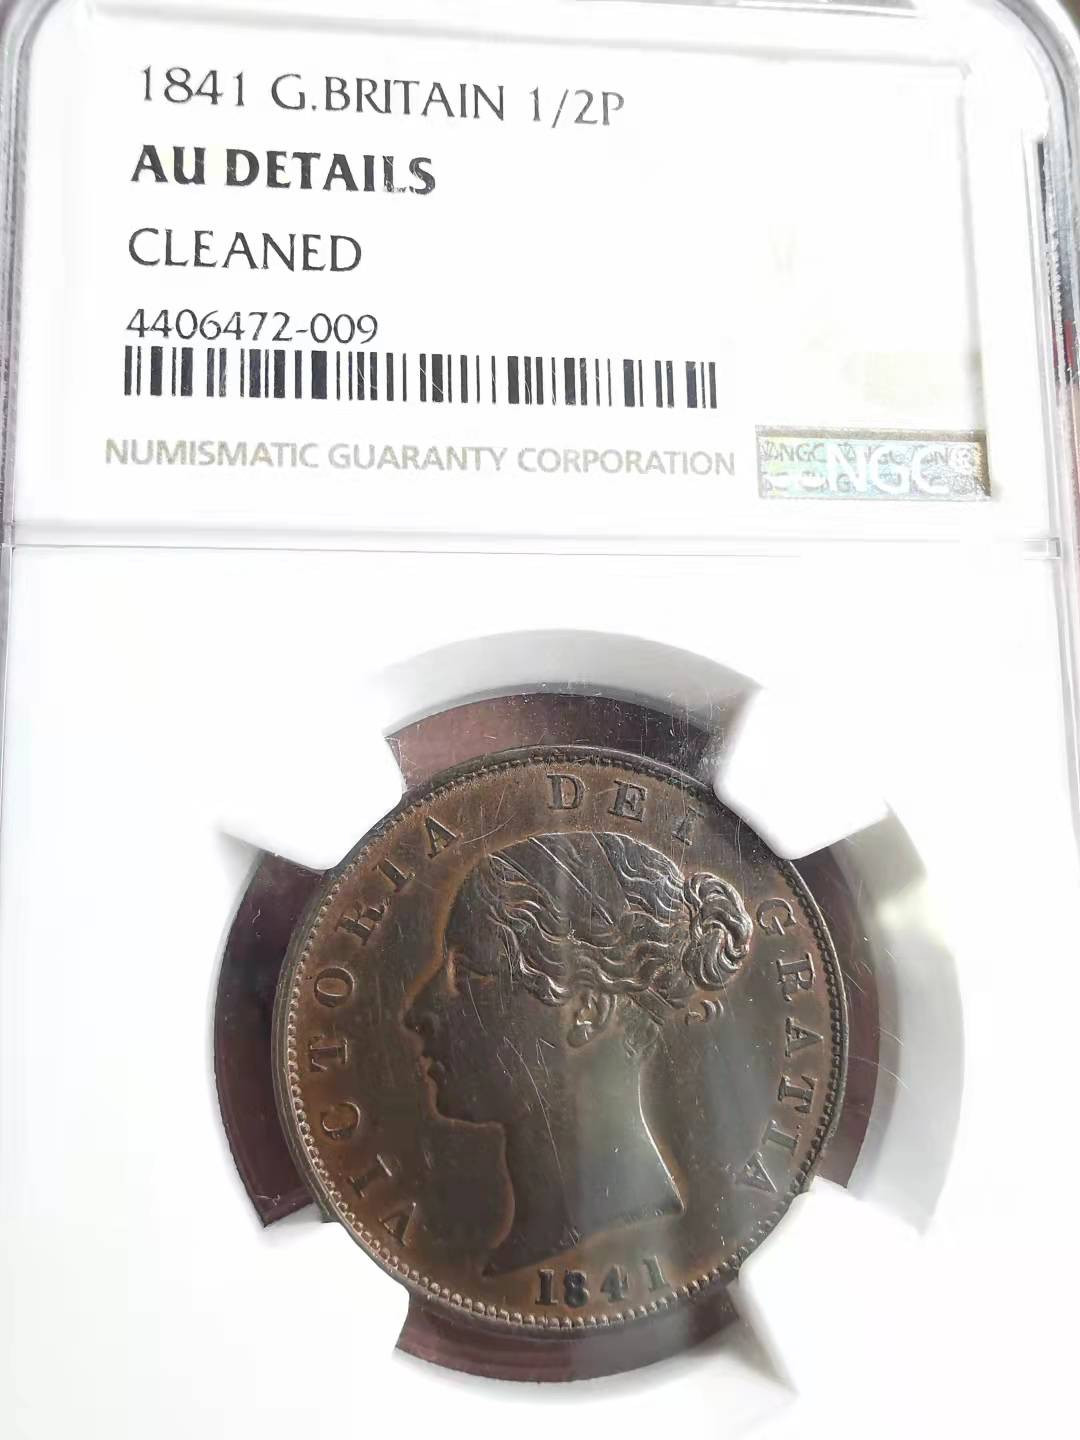 1841 G.BRITAIN 1/2P
AU DETAILS
CLEANED
4406472-009
NUMISMATIC GUARANTY CORPORATION
NGC
VICTORIA DEI GRATIA
1841